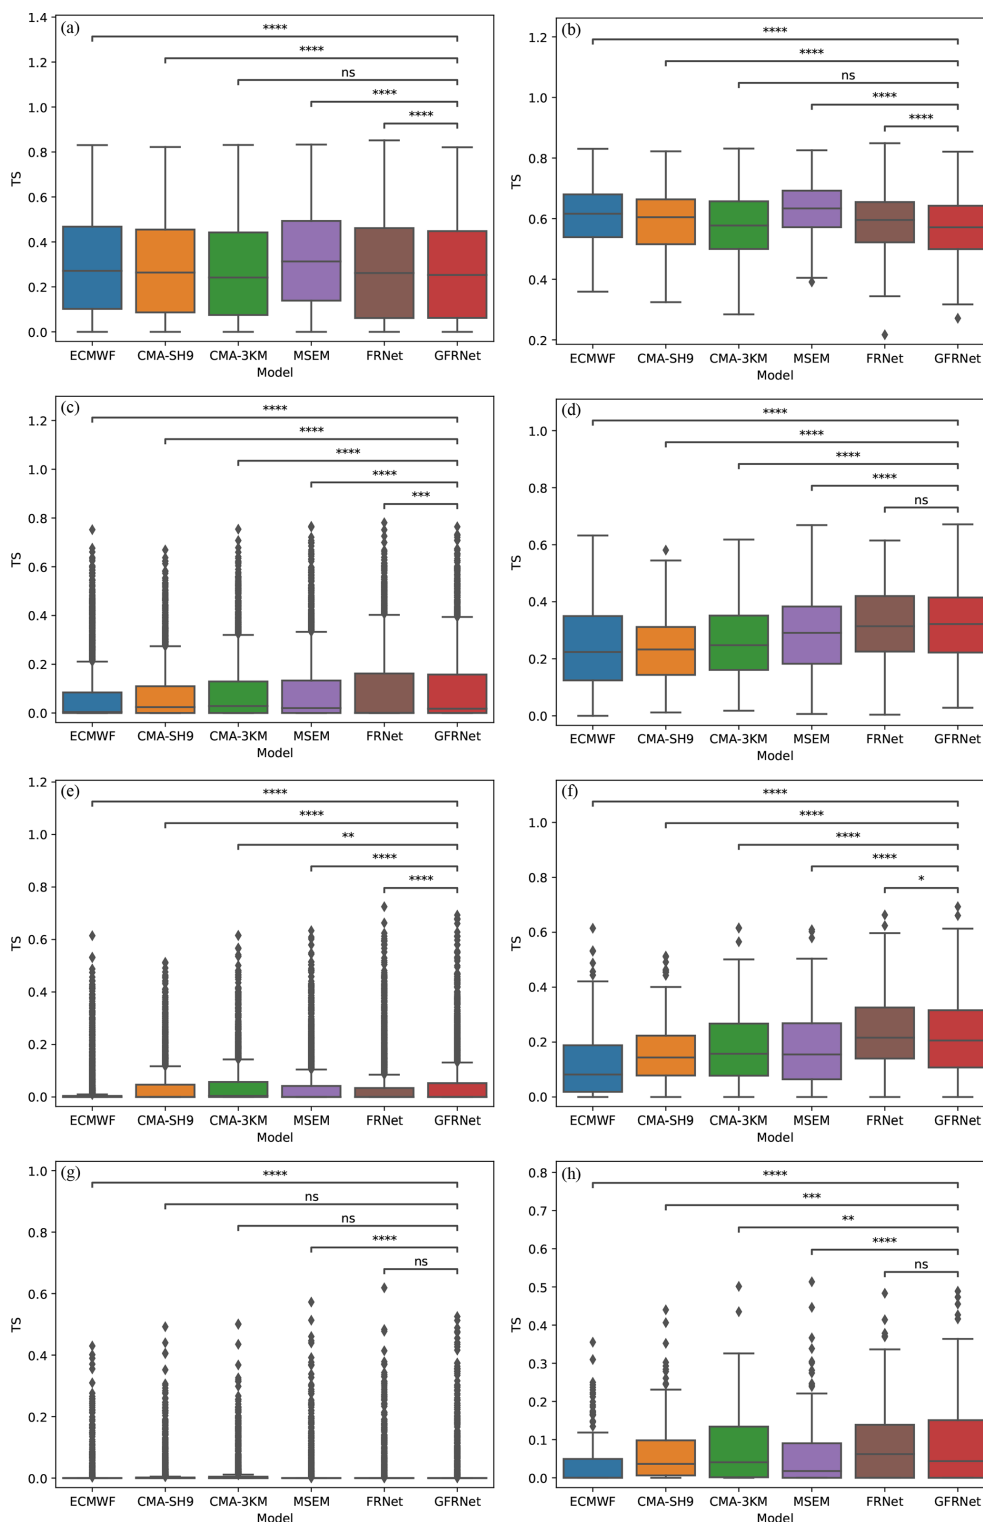 (a)
1.4
1.2
1.0
0.8
0.6
0.4
0.2
0.0
TS
****
****
ns
****
****
ECMWF CMA-SH9 CMA-3KM MSEM FRNet GFRNet
Model
(b)
1.2
1.0
0.8
0.6
0.4
0.2
TS
****
****
ns
****
****
ECMWF CMA-SH9 CMA-3KM MSEM FRNet GFRNet
Model
(c)
1.2
1.0
0.8
0.6
0.4
0.2
0.0
TS
****
****
****
****
***
ECMWF CMA-SH9 CMA-3KM MSEM FRNet GFRNet
Model
(d)
1.0
0.8
0.6
0.4
0.2
0.0
TS
****
****
****
****
ns
ECMWF CMA-SH9 CMA-3KM MSEM FRNet GFRNet
Model
(e)
1.2
1.0
0.8
0.6
0.4
0.2
0.0
TS
****
****
**
****
****
ECMWF CMA-SH9 CMA-3KM MSEM FRNet GFRNet
Model
(f)
1.0
0.8
0.6
0.4
0.2
0.0
TS
****
****
****
****
*
ECMWF CMA-SH9 CMA-3KM MSEM FRNet GFRNet
Model
(g)
1.0
0.8
0.6
0.4
0.2
0.0
TS
****
ns
ns
****
ns
ECMWF CMA-SH9 CMA-3KM MSEM FRNet GFRNet
Model
(h)
0.8
0.7
0.6
0.5
0.4
0.3
0.2
0.1
0.0
TS
****
***
**
****
ns
ECMWF CMA-SH9 CMA-3KM MSEM FRNet GFRNet
Model